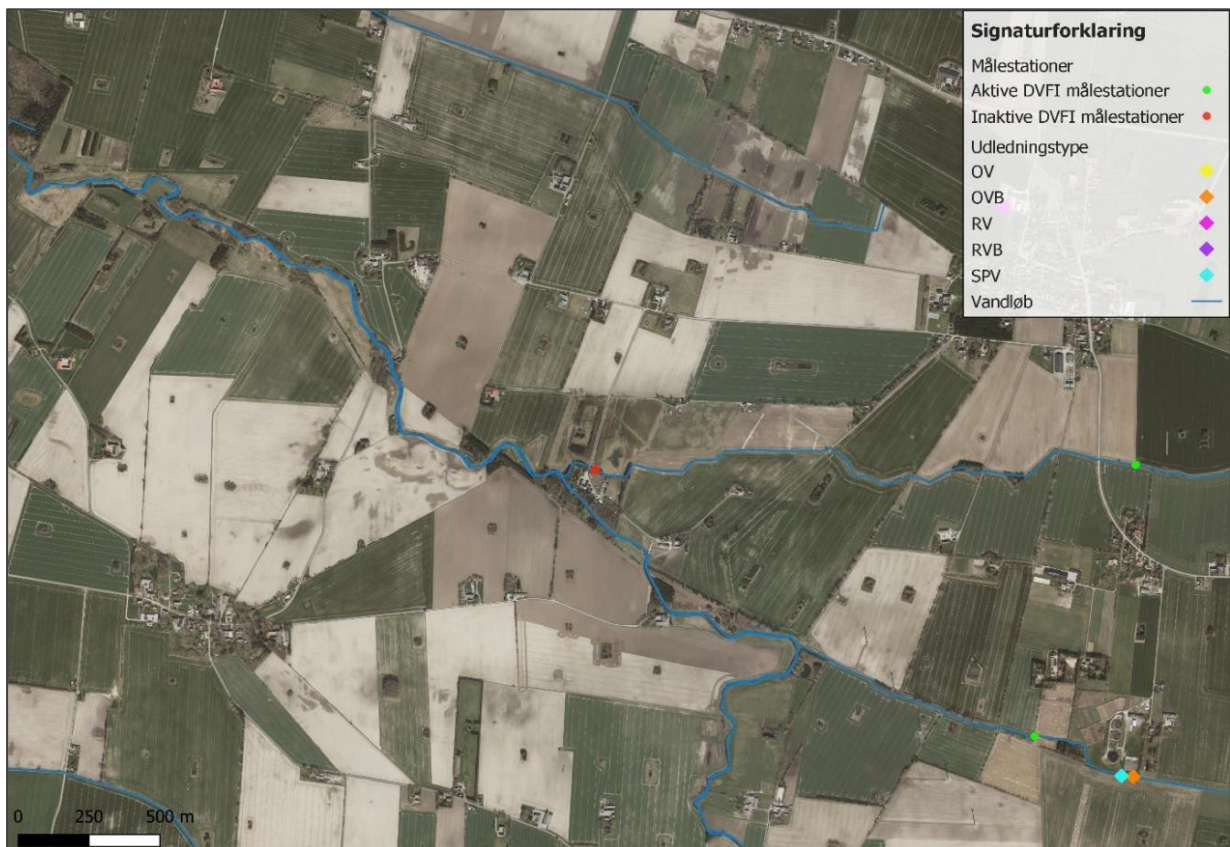 Signaturforklaring
Målestationer
Aktive DVFI målestationer
Inaktive DVFI målestationer
Udledningstype
OV
OVB
RV
RVB
SPV
Vandløb
0 250 500 m